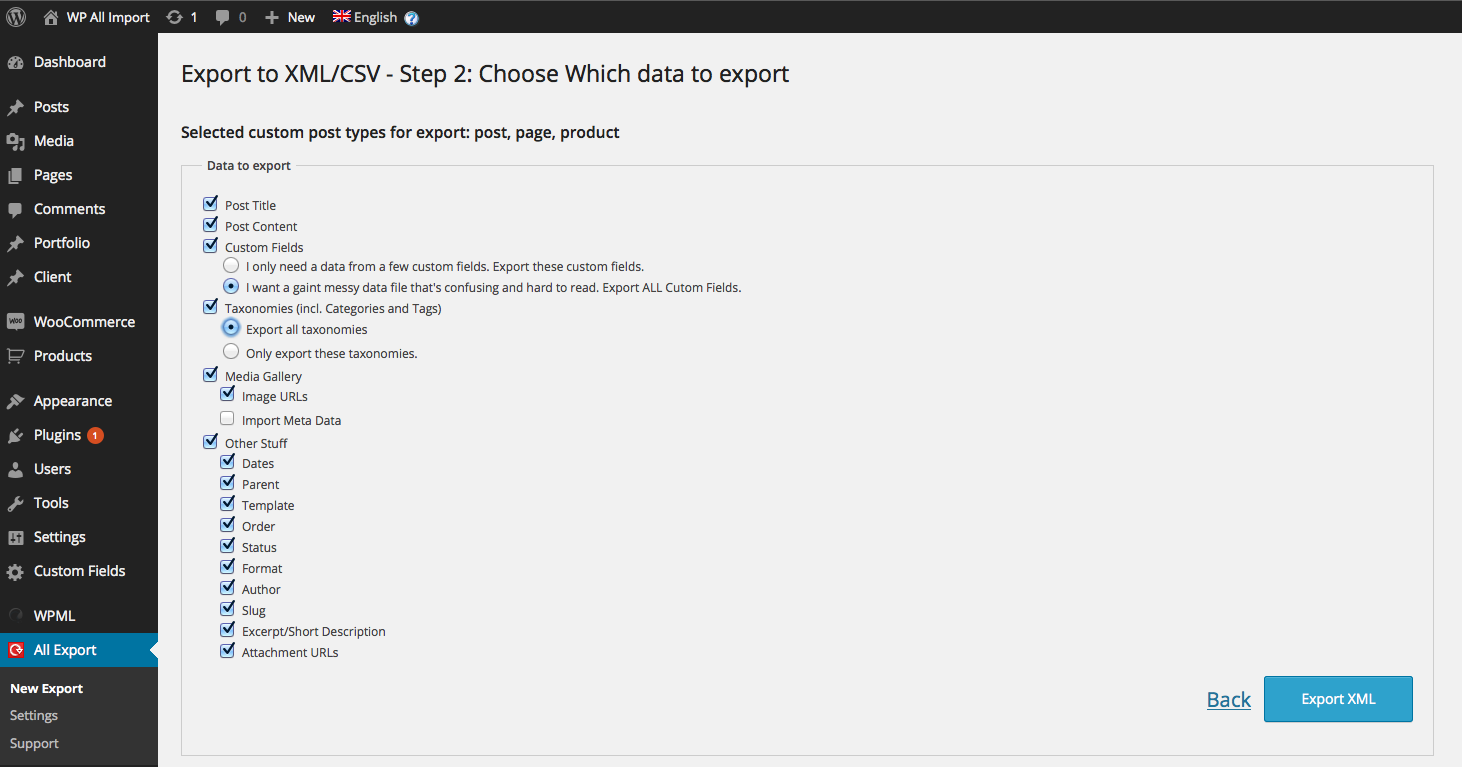 WP All Import 1 0 New English ?
Dashboard
Posts
Media
Pages
Comments
Portfolio
Client
WooCommerce
Products
Appearance
Plugins 1
Users
Tools
Settings
Custom Fields
WPML
All Export
New Export
Settings
Support
Export to XML/CSV - Step 2: Choose Which data to export
Selected custom post types for export: post, page, product
Data to export
Post Title
Post Content
Custom Fields
I only need a data from a few custom fields. Export these custom fields.
I want a gaint messy data file that's confusing and hard to read. Export ALL Cutom Fields.
Taxonomies (incl. Categories and Tags)
Export all taxonomies
Only export these taxonomies.
Media Gallery
Image URLs
Import Meta Data
Other Stuff
Dates
Parent
Template
Order
Status
Format
Author
Slug
Excerpt/Short Description
Attachment URLs
Back Export XML